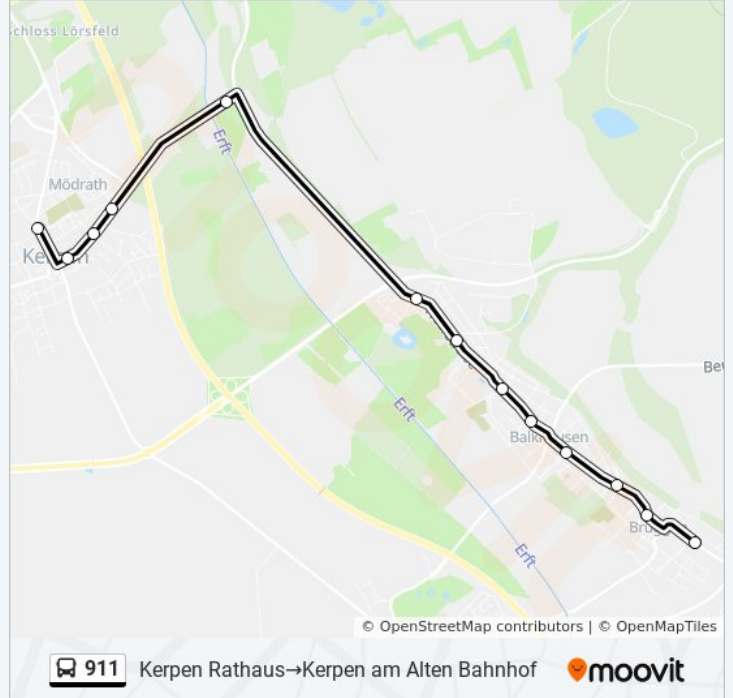 Schloss Lörsfeld
Erft
Mödrath
Erft
Balkhausen
Erft
© OpenStreetMap contributors | © OpenMapTiles
911 Kerpen Rathaus→Kerpen am Alten Bahnhof moovit